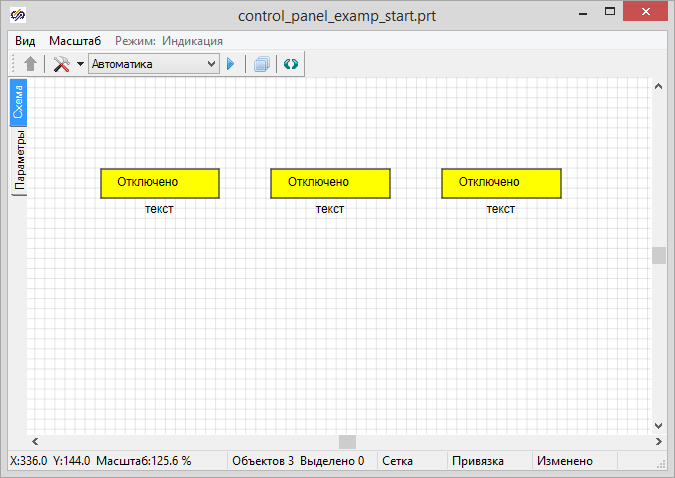 control_panel_examp_start.prt
Вид Масштаб Режим: Индикация
Автоматика
Схема
Параметры
Отключено Отключено Отключено
текст текст текст
X:336.0 Y:144.0 Масштаб:125.6 % Объектов 3 Выделено 0 Сетка Привязка Изменено